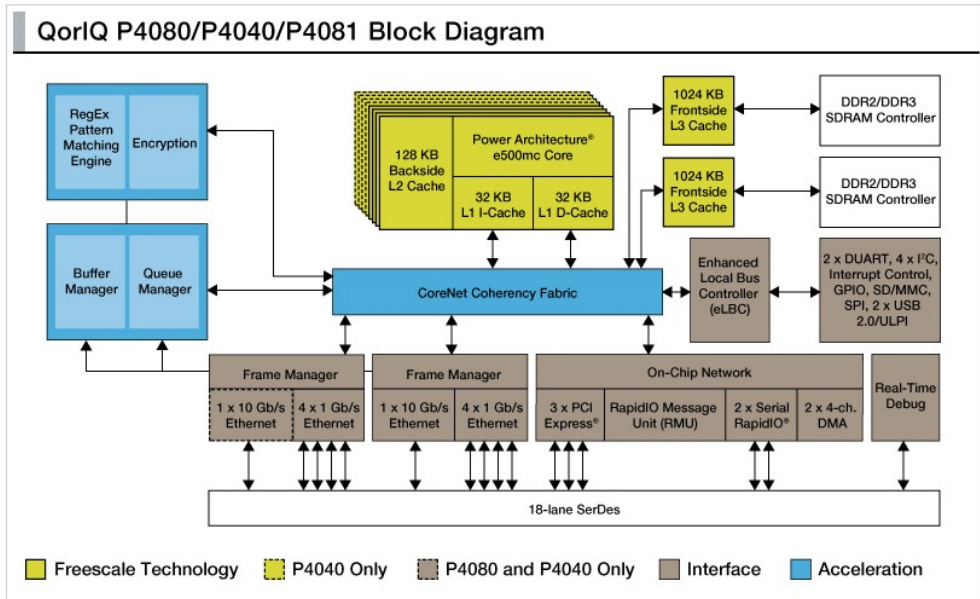 QorIQ P4080/P4040/P4081 Block Diagram
RegEx
Pattern
Matching
Engine
Encryption
128 KB
Backside
L2 Cache
Power Architecture®
e500mc Core
32 KB
L1 I-Cache
32 KB
L1 D-Cache
1024 KB
Frontside
L3 Cache
DDR2/DDR3
SDRAM Controller
1024 KB
Frontside
L3 Cache
DDR2/DDR3
SDRAM Controller
Buffer
Manager
Queue
Manager
CoreNet Coherency Fabric
Enhanced
Local Bus
Controller
(eLBC)
2 x DUART, 4 x I²C,
Interrupt Control,
GPIO, SD/MMC,
SPI, 2 x USB
2.0/ULPI
Frame Manager
1 x 10 Gb/s
Ethernet
4 x 1 Gb/s
Ethernet
Frame Manager
1 x 10 Gb/s
Ethernet
4 x 1 Gb/s
Ethernet
On-Chip Network
3 x PCI
Express®
RapidIO Message
Unit (RMU)
2 x Serial
RapidIO®
2 x 4-ch.
DMA
Real-Time
Debug
18-lane SerDes
Freescale Technology
P4040 Only
P4080 and P4040 Only
Interface
Acceleration